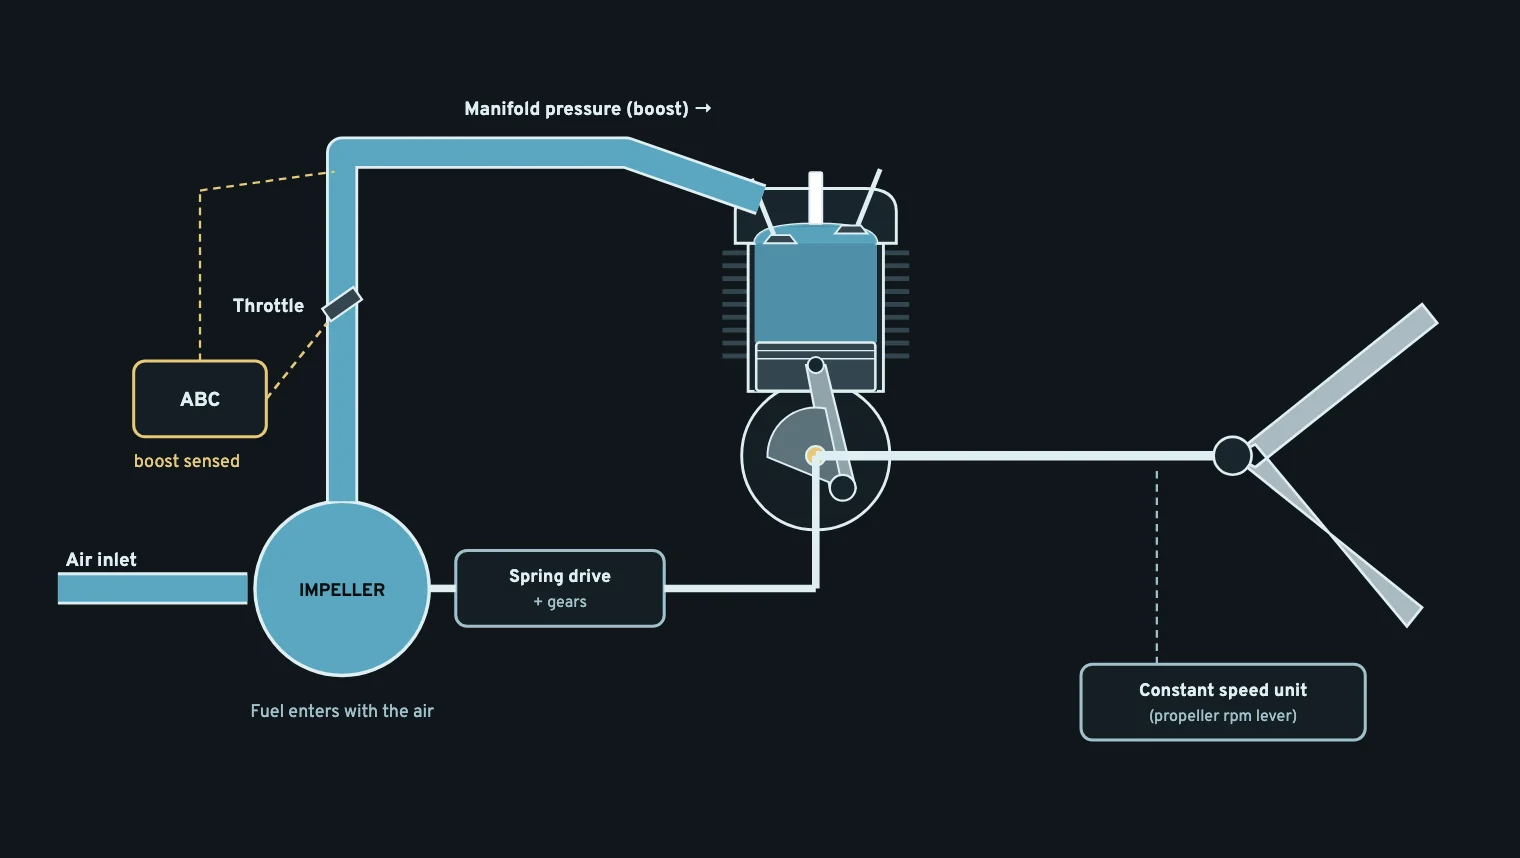 Manifold pressure (boost) →
Throttle
ABC
boost sensed
Air inlet
IMPELLER
Spring drive
+ gears
Fuel enters with the air
Constant speed unit
(propeller rpm lever)